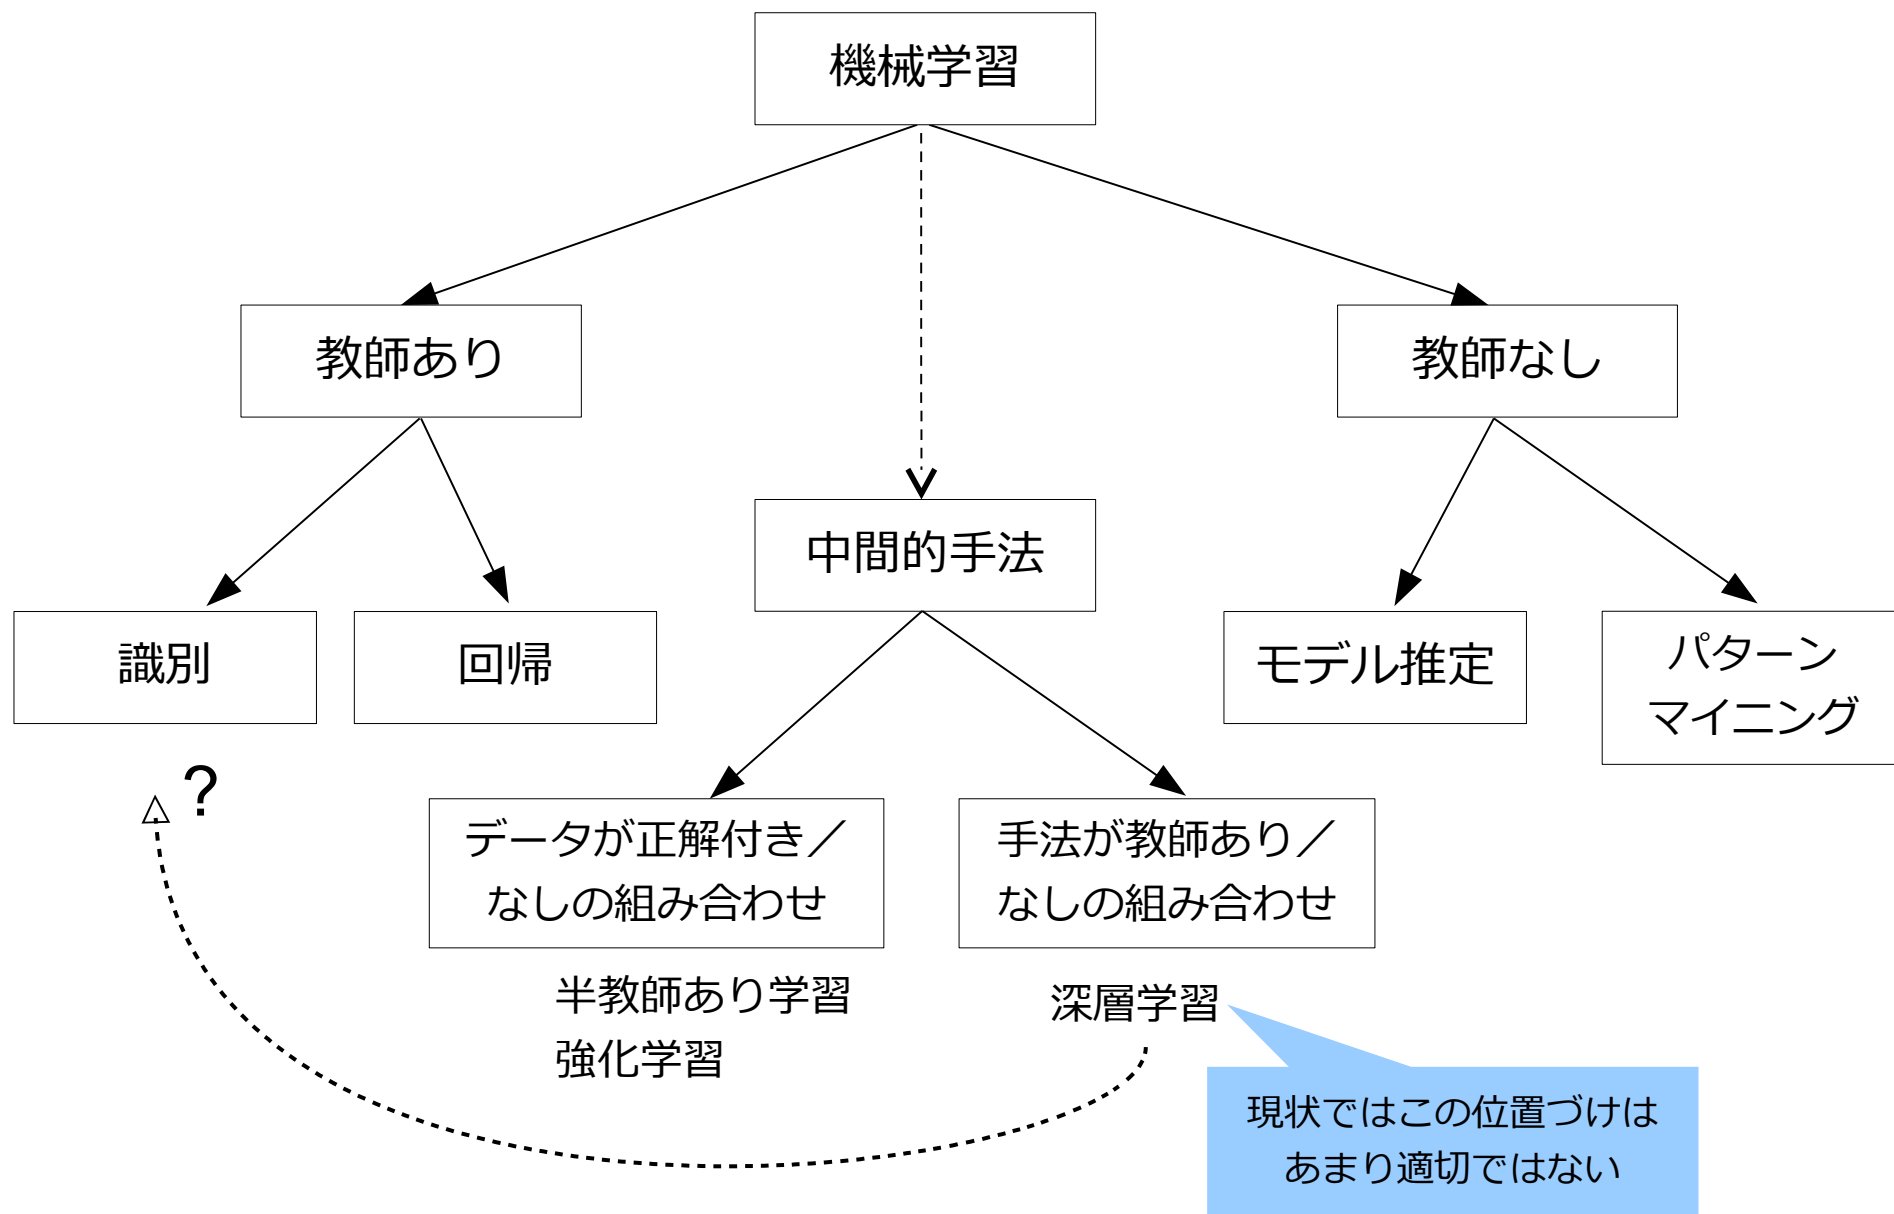 機械学習
教師あり
教師なし
中間的手法
識別
回帰
モデル推定
パターン
マイニング
?
データが正解付き／
なしの組み合わせ
手法が教師あり／
なしの組み合わせ
半教師あり学習
強化学習
深層学習
現状ではこの位置づけは
あまり適切ではない